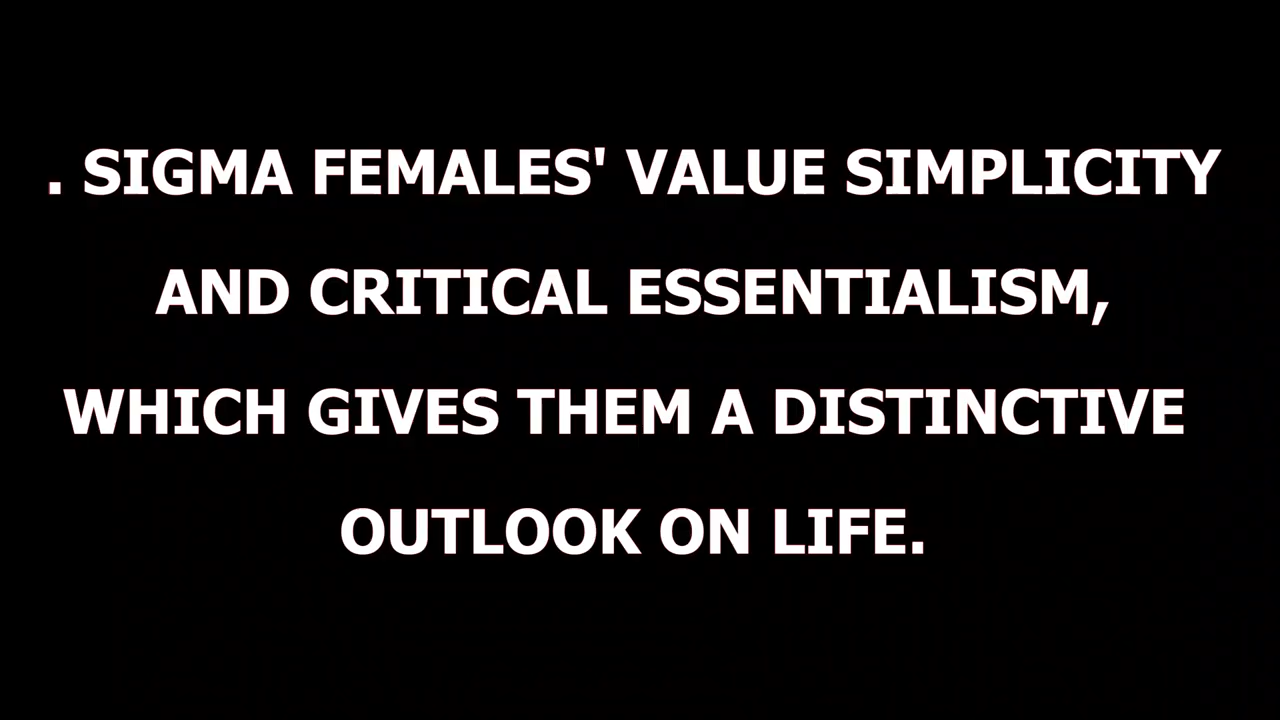 . SIGMA FEMALES' VALUE SIMPLICITY
AND CRITICAL ESSENTIALISM,
WHICH GIVES THEM A DISTINCTIVE
OUTLOOK ON LIFE.